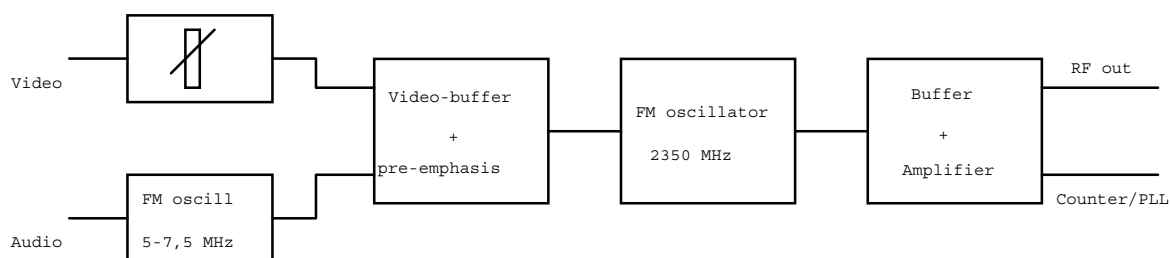 Video
Audio
FM oscill
5-7,5 MHz
Video-buffer
+
pre-emphasis
FM oscillator
2350 MHz
Buffer
+
Amplifier
RF out
Counter/PLL